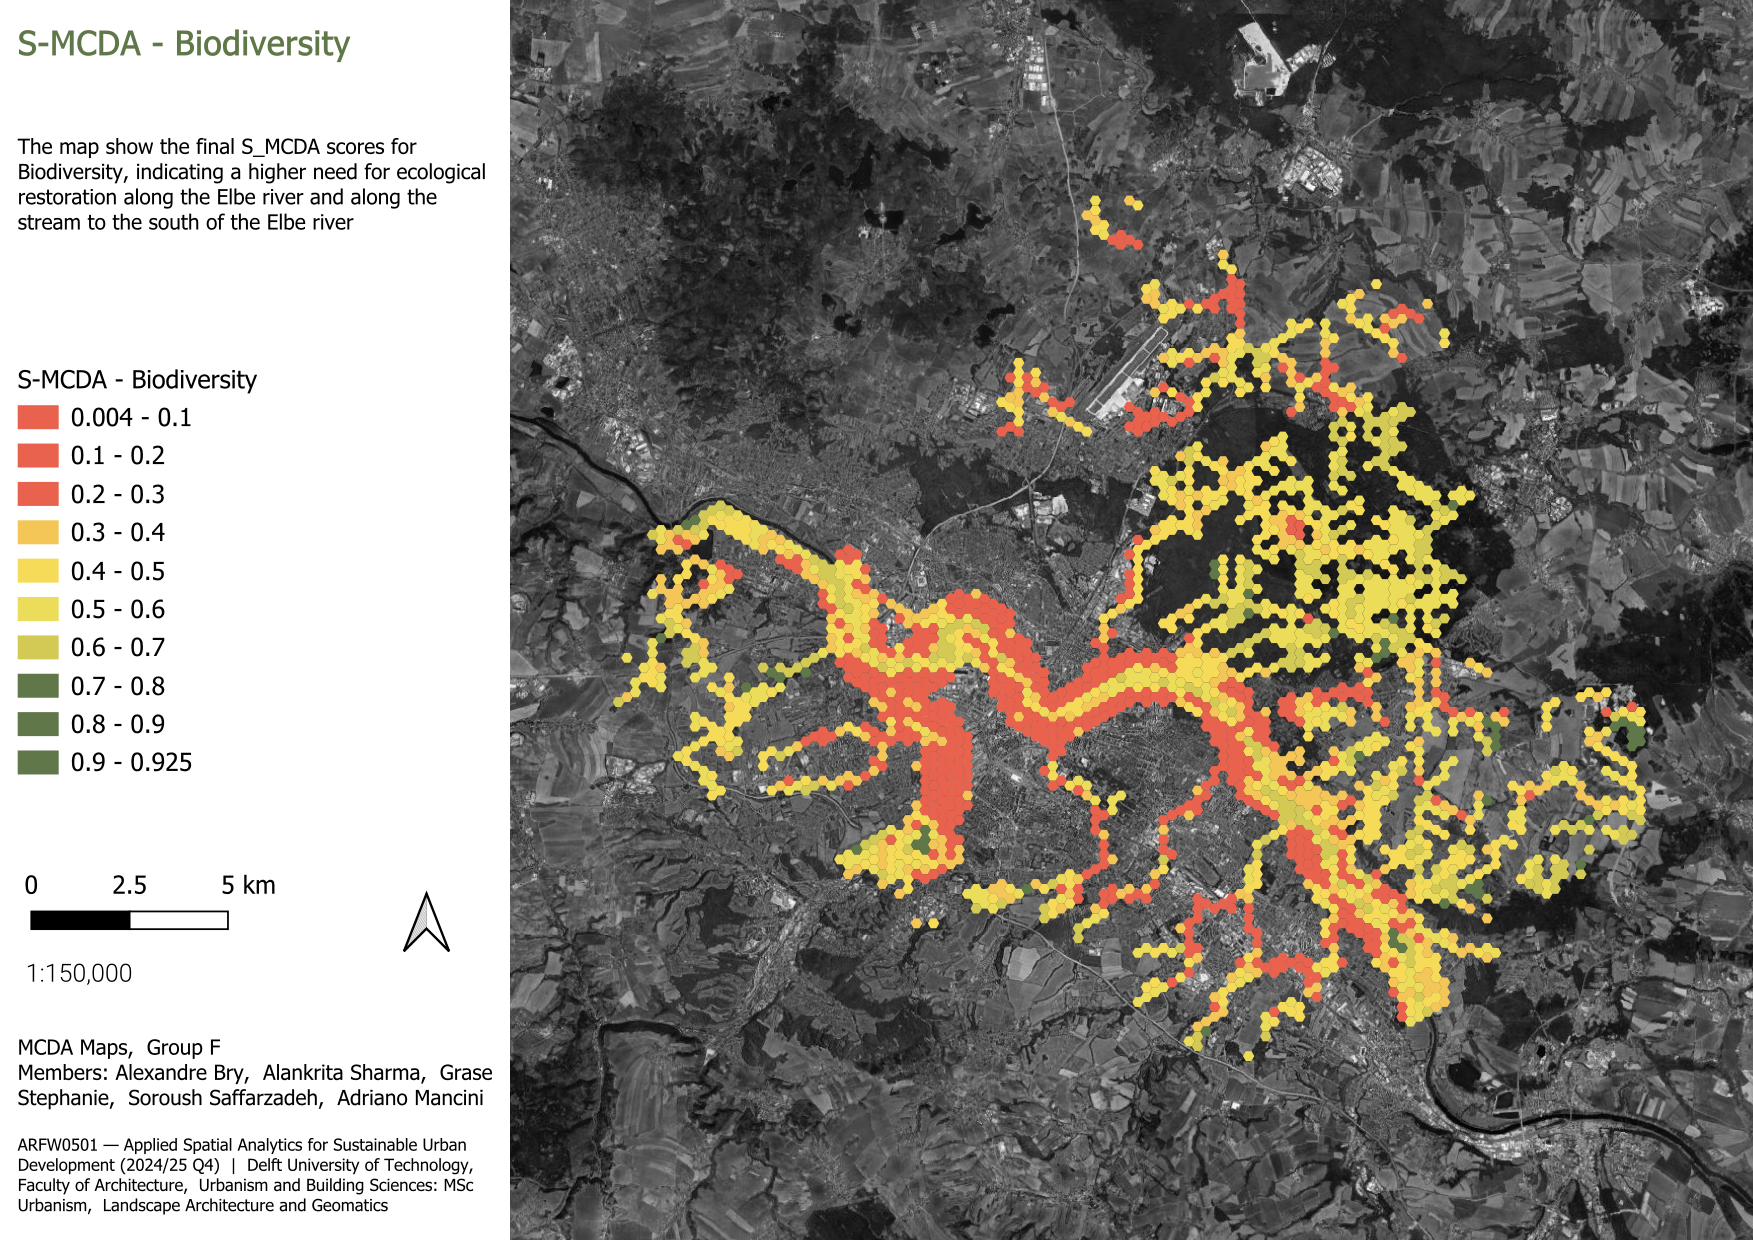 S-MCDA - Biodiversity
The map show the final S_MCDA scores for
Biodiversity, indicating a higher need for ecological
restoration along the Elbe river and along the
stream to the south of the Elbe river
S-MCDA - Biodiversity
0.004 - 0.1
0.1 - 0.2
0.2 - 0.3
0.3 - 0.4
0.4 - 0.5
0.5 - 0.6
0.6 - 0.7
0.7 - 0.8
0.8 - 0.9
0.9 - 0.925
0 2.5 5 km
1:150,000
MCDA Maps, Group F
Members: Alexandre Bry, Alankrita Sharma, Grase
Stephanie, Soroush Saffarzadeh, Adriano Mancini
ARFW0501 — Applied Spatial Analytics for Sustainable Urban
Development (2024/25 Q4) | Delft University of Technology,
Faculty of Architecture, Urbanism and Building Sciences: MSc
Urbanism, Landscape Architecture and Geomatics